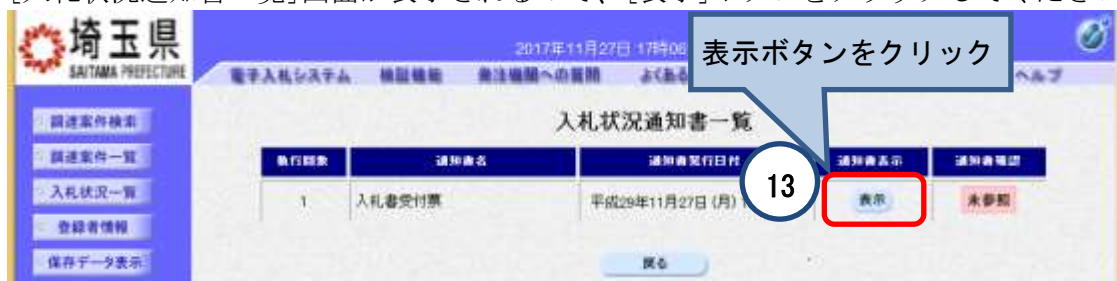 埼玉県
SAITAMA PREFECTURE
2017年11月27日 17時06
表示ボタンをクリック
電子入札システム 検証機能 発注機関への質問 よくある ヘルプ
調達案件検索
調達案件一覧
入札状況一覧
登録者情報
保存データ表示
入札状況通知書一覧
執行回数 通知書名 通知書発行日付 通知書表示 通知書確認
1 入札書受付票 平成29年11月27日 (月) 表示 未参照
13
戻る